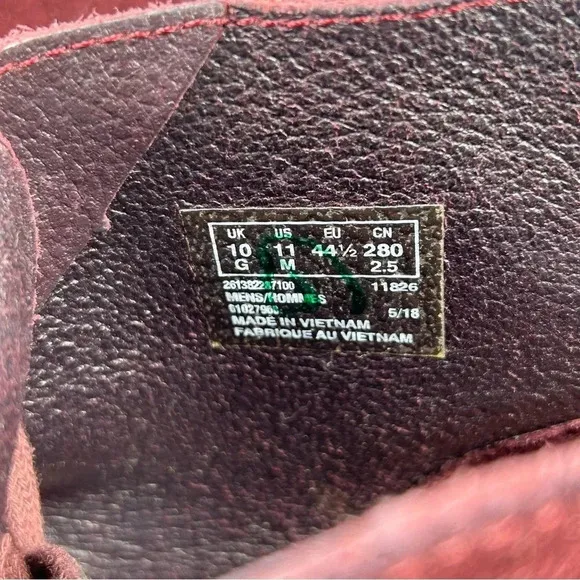 UK US EU CN
10 11 44½ 280
G M 2.5
11826
MENS/HOMMES
5/18
MADE IN VIETNAM
FABRIQUE AU VIETNAM